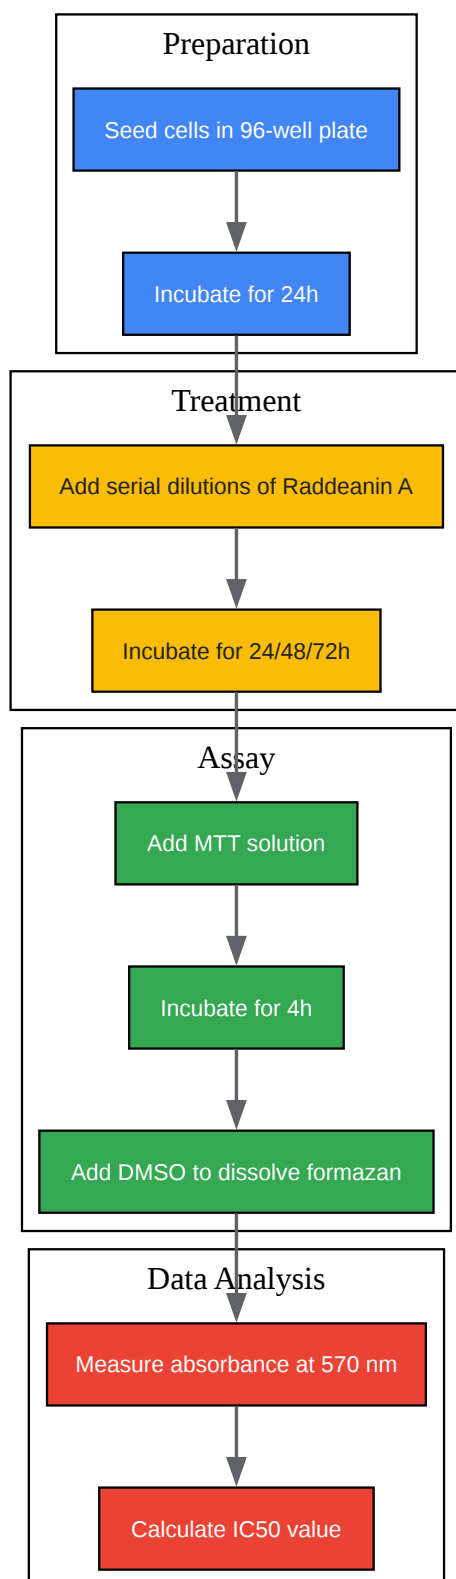 Preparation
Seed cells in 96-well plate
Incubate for 24h
Treatment
Add serial dilutions of Raddeanin A
Incubate for 24/48/72h
Assay
Add MTT solution
Incubate for 4h
Add DMSO to dissolve formazan
Data Analysis
Measure absorbance at 570 nm
Calculate IC50 value